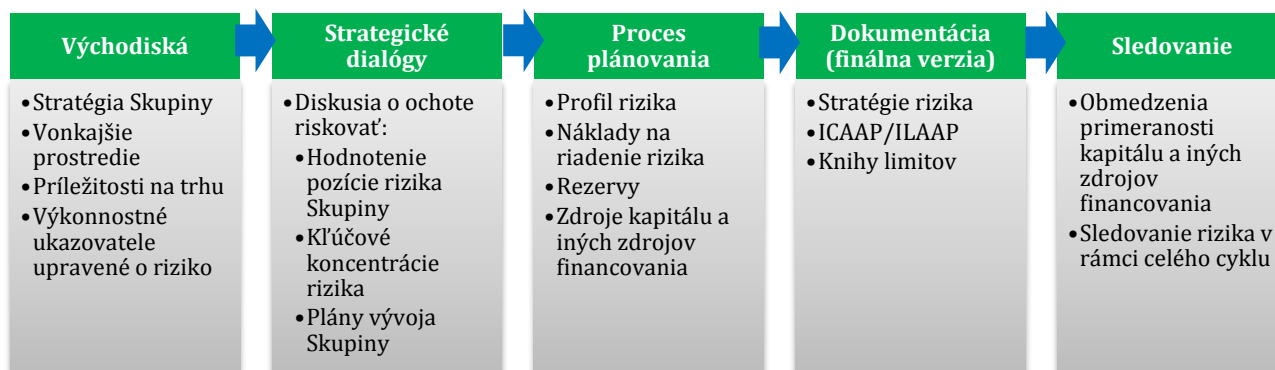 Východiská
•Stratégia Skupiny
•Vonkajšie
prostredie
•Príležitosti na trhu
•Výkonnostné
ukazovatele
upravené o riziko
Strategické
dialógy
•Diskusia o ochote
riskovať:
•Hodnotenie
pozície rizika
Skupiny
•Kľúčové
koncentrácie
rizika
•Plány vývoja
Skupiny
Proces
plánovania
•Profil rizika
•Náklady na
riadenie rizika
•Rezervy
•Zdroje kapitálu a
iných zdrojov
financovania
Dokumentácia
(finálna verzia)
•Stratégie rizika
•ICAAP/ILAAP
•Knihy limitov
Sledovanie
•Obmedzenia
primeranosti
kapitálu a iných
zdrojov
financovania
•Sledovanie rizika v
rámci celého cyklu